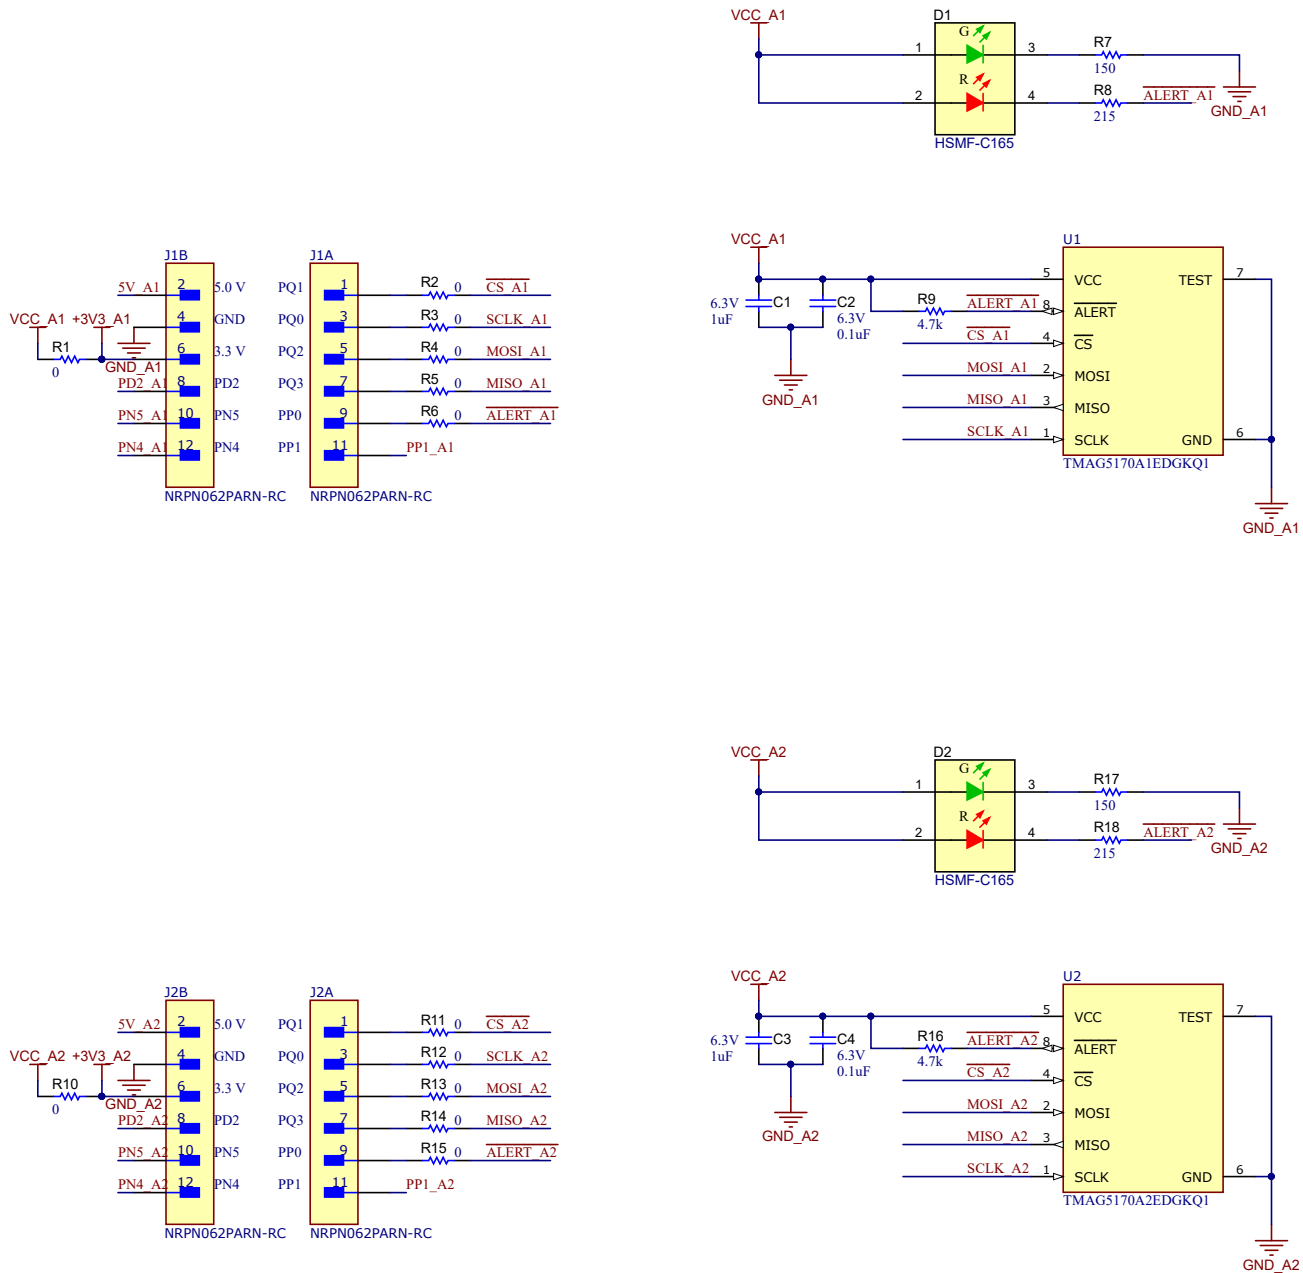 VCC_A1
D1
G
1
3
R7
150
R
2
4
R8
215
ALERT_A1
GND_A1
HSMF-C165
J1B
J1A
5V_A1
2
5.0 V
PQ1
1
R2
0
CS_A1
VCC_A1
+3V3_A1
4
GND
PQ0
3
R3
0
SCLK_A1
R1
0
GND_A1
6
3.3 V
PQ2
5
R4
0
MOSI_A1
PD2_A1
8
PD2
PQ3
7
R5
0
MISO_A1
PN5_A1
10
PN5
PP0
9
R6
0
ALERT_A1
PN4_A1
12
PN4
PP1
11
PP1_A1
NRPN062PARN-RC
NRPN062PARN-RC
VCC_A1
U1
5
VCC
TEST
7
6.3V
1uF
C1
C2
6.3V
0.1uF
R9
4.7k
ALERT_A1
8
ALERT
CS_A1
4
CS
MOSI_A1
2
MOSI
MISO_A1
3
MISO
SCLK_A1
1
SCLK
GND
6
GND_A1
TMAG5170A1EDGKQ1
GND_A1
VCC_A2
D2
G
1
3
R17
150
R
2
4
R18
215
ALERT_A2
GND_A2
HSMF-C165
J2B
J2A
5V_A2
2
5.0 V
PQ1
1
R11
0
CS_A2
VCC_A2
+3V3_A2
4
GND
PQ0
3
R12
0
SCLK_A2
R10
0
GND_A2
6
3.3 V
PQ2
5
R13
0
MOSI_A2
PD2_A2
8
PD2
PQ3
7
R14
0
MISO_A2
PN5_A2
10
PN5
PP0
9
R15
0
ALERT_A2
PN4_A2
12
PN4
PP1
11
PP1_A2
NRPN062PARN-RC
NRPN062PARN-RC
VCC_A2
U2
5
VCC
TEST
7
6.3V
1uF
C3
C4
6.3V
0.1uF
R16
4.7k
ALERT_A2
8
ALERT
CS_A2
4
CS
MOSI_A2
2
MOSI
MISO_A2
3
MISO
SCLK_A2
1
SCLK
GND
6
GND_A2
TMAG5170A2EDGKQ1
GND_A2